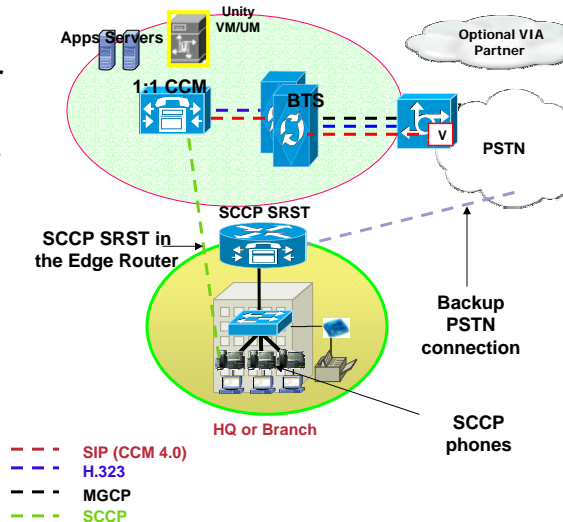 Unity
VM/UM
Apps Servers
Optional VIA
Partner
1:1 CCM
BTS
V
PSTN
SCCP SRST
SCCP SRST in
the Edge Router
Backup
PSTN
connection
SCCP
phones
HQ or Branch
SIP (CCM 4.0)
H.323
MGCP
SCCP